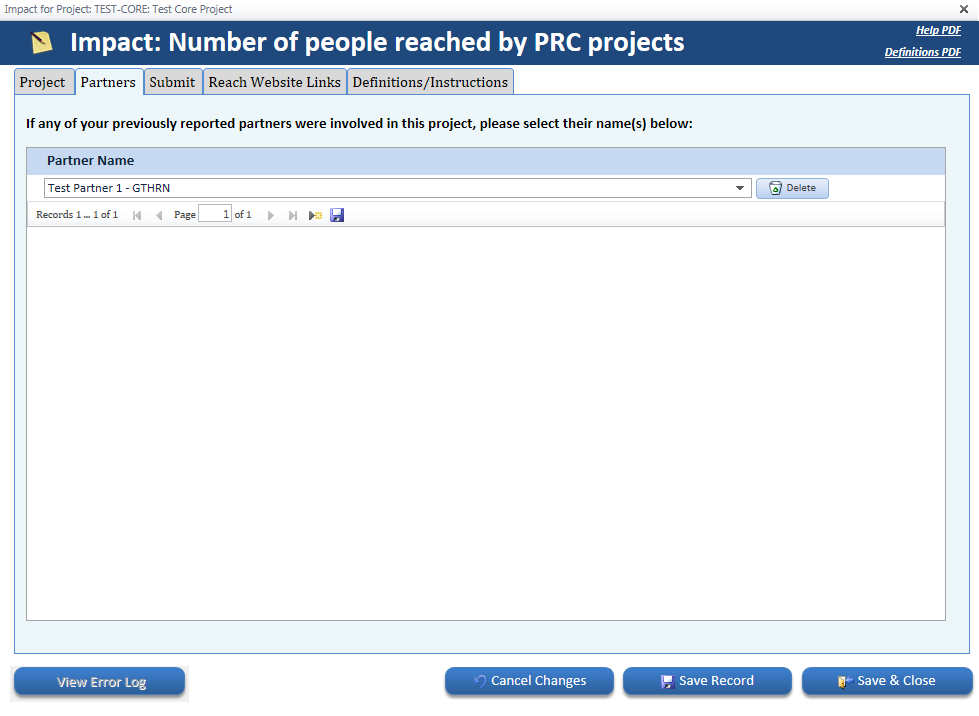 Impact for Project: TEST-CORE: Test Core Project
Impact: Number of people reached by PRC projects
Help PDF
Definitions PDF
Project Partners Submit Reach Website Links Definitions/Instructions
If any of your previously reported partners were involved in this project, please select their name(s) below:
Partner Name
Test Partner 1 - GTHRN Delete
Records 1 ... 1 of 1 Page 1 of 1
View Error Log Cancel Changes Save Record Save & Close